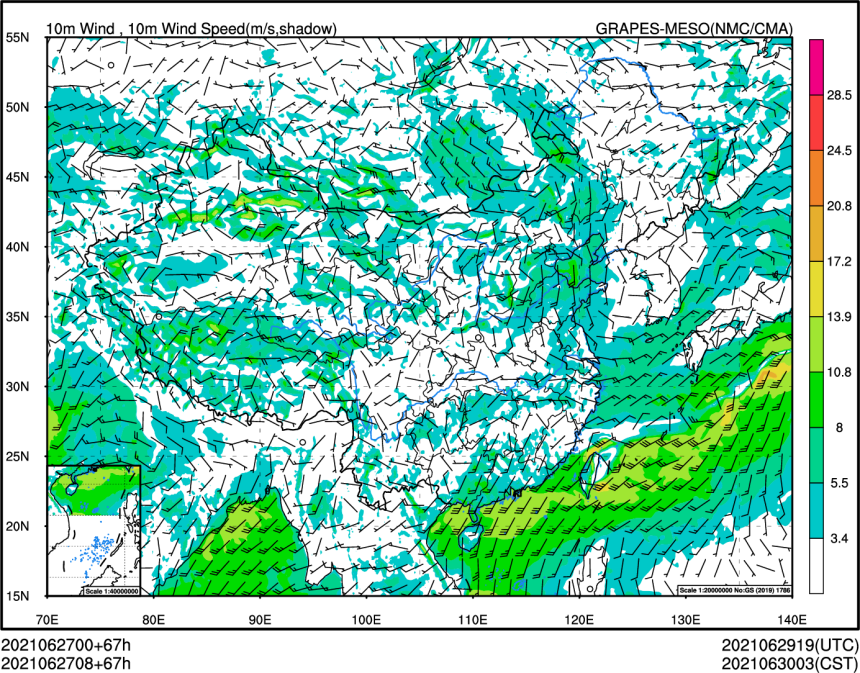 10m Wind , 10m Wind Speed(m/s,shadow) GRAPES-MESO(NMC/CMA)
55N
50N
45N
40N
35N
30N
25N
20N
15N
28.5
24.5
20.8
17.2
13.9
10.8
8
5.5
3.4
Scale 1:40000000
Scale 1:20000000 No:GS (2019) 1786
70E 80E 90E 100E 110E 120E 130E 140E
2021062700+67h 2021062919(UTC)
2021062708+67h 2021063003(CST)